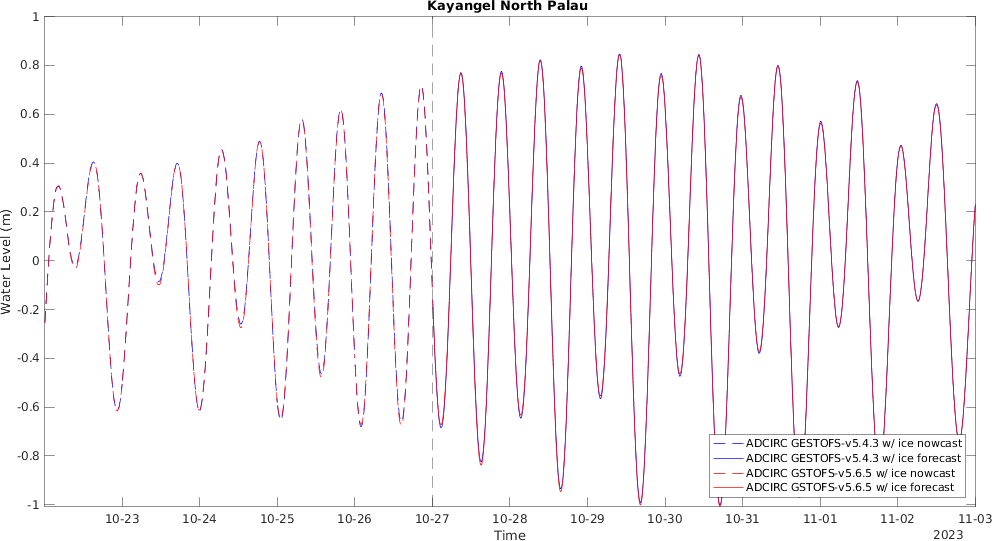 Kayangel North Palau
1
0.8
0.6
0.4
0.2
0
-0.2
-0.4
-0.6
-0.8
-1
Water Level (m)
ADCIRC GESTOFS-v5.4.3 w/ ice nowcast
ADCIRC GESTOFS-v5.4.3 w/ ice forecast
ADCIRC GSTOFS-v5.6.5 w/ ice nowcast
ADCIRC GSTOFS-v5.6.5 w/ ice forecast
10-23 10-24 10-25 10-26 10-27 10-28 10-29 10-30 10-31 11-01 11-02 11-03
Time
2023